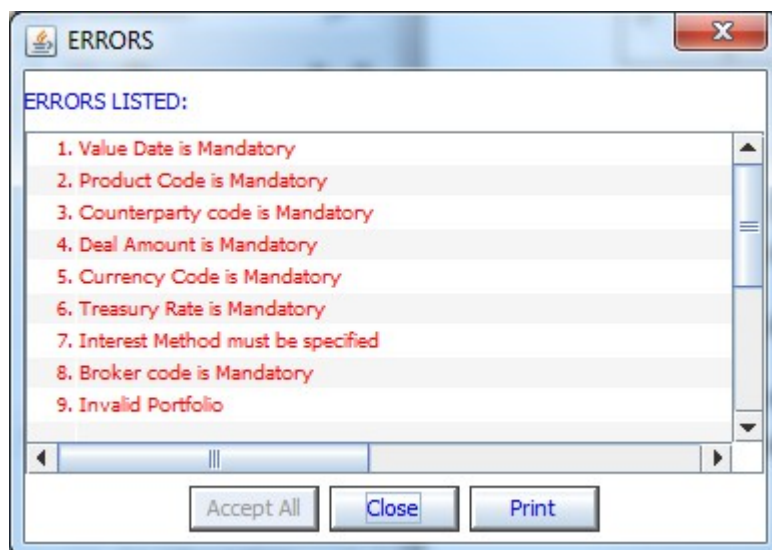 ERRORS
X
ERRORS LISTED:
1. Value Date is Mandatory
2. Product Code is Mandatory
3. Counterparty code is Mandatory
4. Deal Amount is Mandatory
5. Currency Code is Mandatory
6. Treasury Rate is Mandatory
7. Interest Method must be specified
8. Broker code is Mandatory
9. Invalid Portfolio
Accept All Close Print